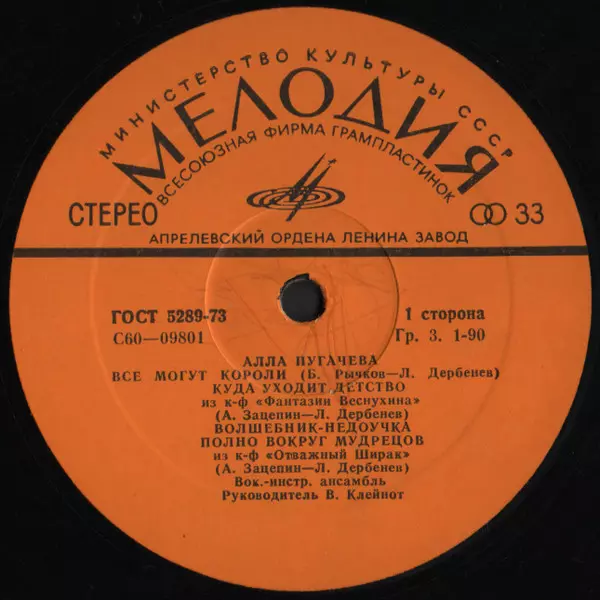 МИНИСТЕРСТВО КУЛЬТУРЫ СССР
МЕЛОДИЯ
ВСЕСОЮЗНАЯ ФИРМА ГРАМПЛАСТИНОК
СТЕРЕО 33
АПРЕЛЕВСКИЙ ОРДЕНА ЛЕНИНА ЗАВОД
ГОСТ 5289-73 1 сторона
С60—09801 Гр. 3. 1-90
АЛЛА ПУГАЧЕВА
ВСЕ МОГУТ КОРОЛИ (Б. Рычков—Л. Дербенев)
КУДА УХОДИТ ДЕТСТВО
из к-ф «Фантазии Веснухина»
(А. Зацепин—Л. Дербенев)
ВОЛШЕБНИК-НЕДОУЧКА
ПОЛНО ВОКРУГ МУДРЕЦОВ
из к-ф «Отважный Ширак»
(А. Зацепин—Л. Дербенев)
Вок.-инстр. ансамбль
Руководитель В. Клейнот